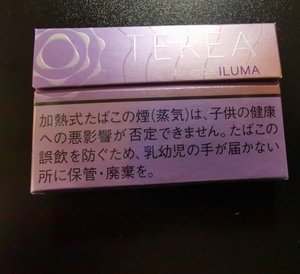 TEREA
ILUMA
加熱式たばこの煙(蒸気)は、子供の健康
への悪影響が否定できません。たばこの
誤飲を防ぐため、乳幼児の手が届かない
所に保管・廃棄を。